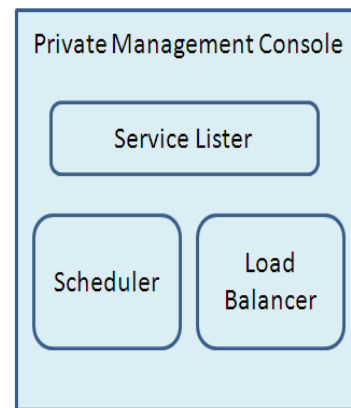 Private Management Console
Service Lister
Scheduler
Load
Balancer